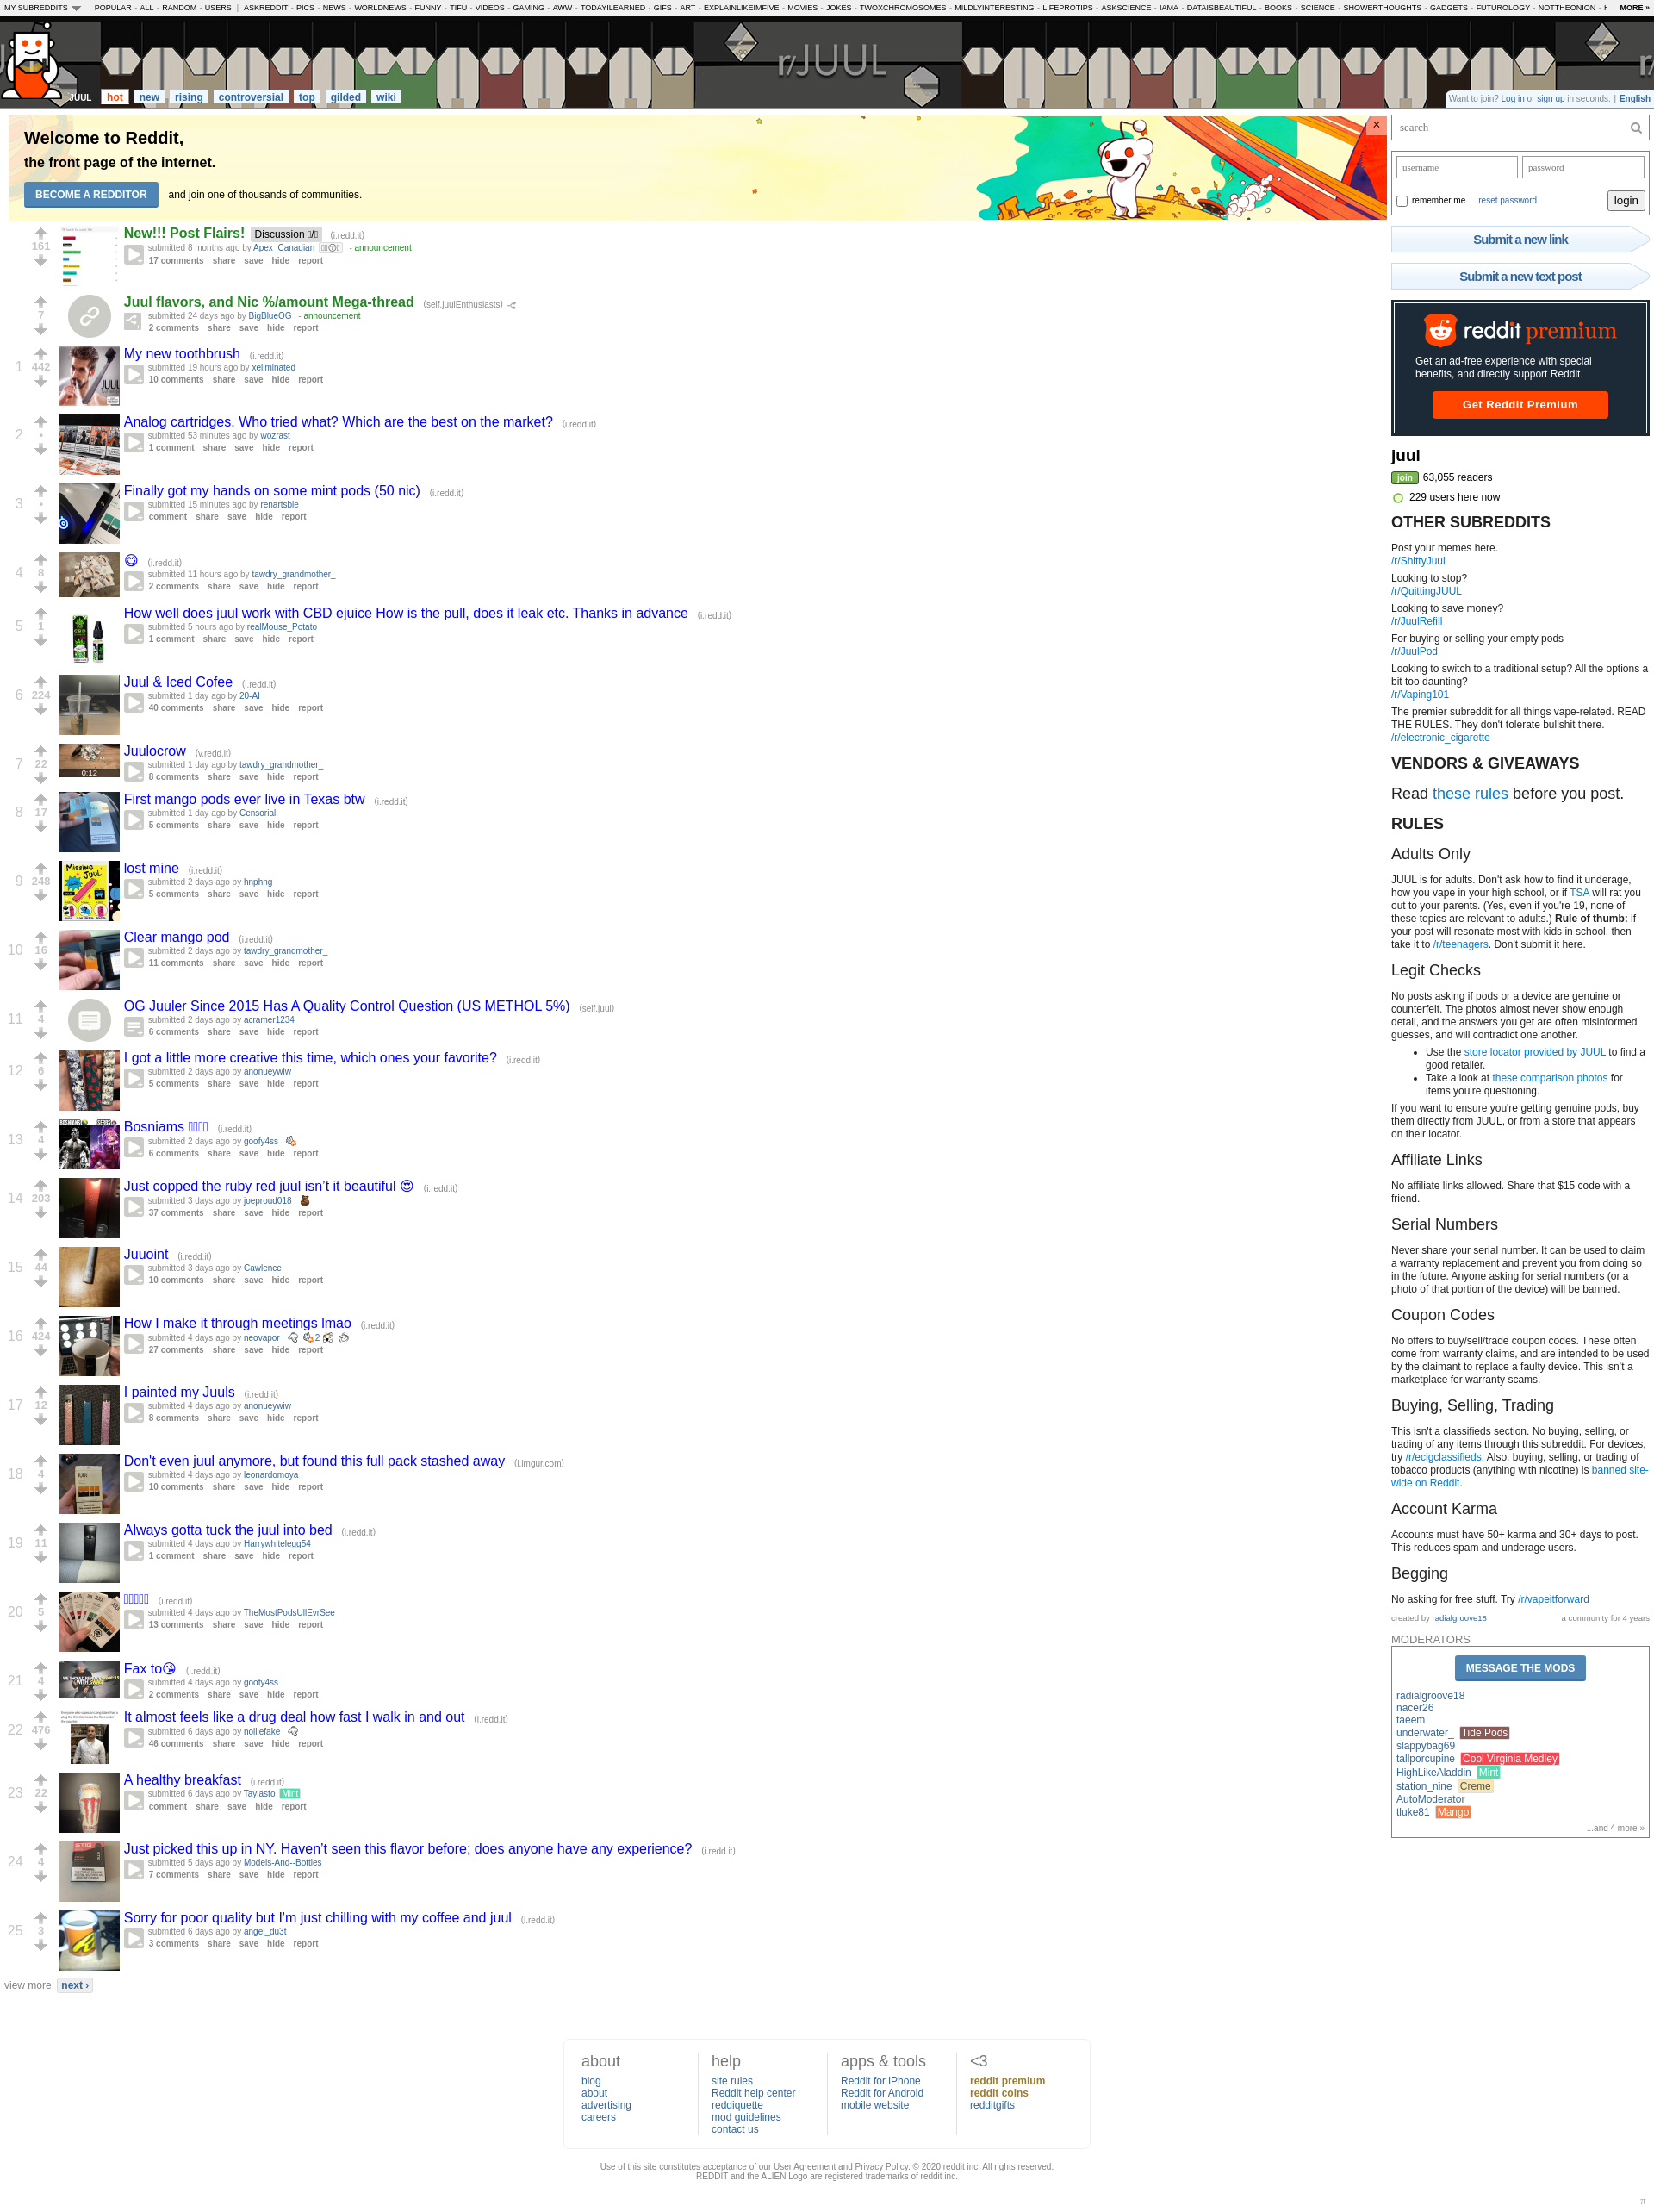 MY SUBREDDITS POPULAR - ALL - RANDOM - USERS | ASKREDDIT - PICS - NEWS - WORLDNEWS - FUNNY - TIFU - VIDEOS - GAMING - AWW - TODAYILEARNED - GIFS - ART - EXPLAINLIKEIMFIVE - MOVIES - JOKES - TWOXCHROMOSOMES - MILDLYINTERESTING - LIFEPROTIPS - ASKSCIENCE - IAMA - DATAISBEAUTIFUL - BOOKS - SCIENCE - SHOWERTHOUGHTS - GADGETS - FUTUROLOGY - NOTTHEONION - MORE »
r/JUUL
JUUL hot new rising controversial top gilded wiki
Want to join? Log in or sign up in seconds. | English
Welcome to Reddit,
the front page of the internet.
BECOME A REDDITOR and join one of thousands of communities.
×
161
New!!! Post Flairs! Discussion (i.redd.it)
submitted 8 months ago by Apex_Canadian - announcement
17 comments share save hide report
7
Juul flavors, and Nic %/amount Mega-thread (self.juulEnthusiasts)
submitted 24 days ago by BigBlueOG - announcement
2 comments share save hide report
1
442
My new toothbrush (i.redd.it)
submitted 19 hours ago by xeliminated
10 comments share save hide report
2
•
Analog cartridges. Who tried what? Which are the best on the market? (i.redd.it)
submitted 53 minutes ago by wozrast
1 comment share save hide report
3
•
Finally got my hands on some mint pods (50 nic) (i.redd.it)
submitted 15 minutes ago by renartsble
comment share save hide report
4
8
😋 (i.redd.it)
submitted 11 hours ago by tawdry_grandmother_
2 comments share save hide report
5
1
How well does juul work with CBD ejuice How is the pull, does it leak etc. Thanks in advance (i.redd.it)
submitted 5 hours ago by realMouse_Potato
1 comment share save hide report
6
224
Juul & Iced Cofee (i.redd.it)
submitted 1 day ago by 20-AI
40 comments share save hide report
7
22
0:12
Juulocrow (v.redd.it)
submitted 1 day ago by tawdry_grandmother_
8 comments share save hide report
8
17
First mango pods ever live in Texas btw (i.redd.it)
submitted 1 day ago by Censorial
5 comments share save hide report
9
248
MISSING JUUL
lost mine (i.redd.it)
submitted 2 days ago by hnphng
5 comments share save hide report
10
16
Clear mango pod (i.redd.it)
submitted 2 days ago by tawdry_grandmother_
11 comments share save hide report
11
4
OG Juuler Since 2015 Has A Quality Control Question (US METHOL 5%) (self.juul)
submitted 2 days ago by acramer1234
6 comments share save hide report
12
6
I got a little more creative this time, which ones your favorite? (i.redd.it)
submitted 2 days ago by anonueywiw
5 comments share save hide report
13
4
Bosniams (i.redd.it)
submitted 2 days ago by goofy4ss
6 comments share save hide report
14
203
Just copped the ruby red juul isn't it beautiful 😍 (i.redd.it)
submitted 3 days ago by joeproud018
37 comments share save hide report
15
44
Juuoint (i.redd.it)
submitted 3 days ago by Cawlence
10 comments share save hide report
16
424
How I make it through meetings lmao (i.redd.it)
submitted 4 days ago by neovapor 2
27 comments share save hide report
17
12
I painted my Juuls (i.redd.it)
submitted 4 days ago by anonueywiw
8 comments share save hide report
18
4
Don't even juul anymore, but found this full pack stashed away (i.imgur.com)
submitted 4 days ago by leonardomoya
10 comments share save hide report
19
11
Always gotta tuck the juul into bed (i.redd.it)
submitted 4 days ago by Harrywhitelegg54
1 comment share save hide report
20
5
(i.redd.it)
submitted 4 days ago by TheMostPodsUllEvrSee
13 comments share save hide report
21
4
Fax to😘 (i.redd.it)
submitted 4 days ago by goofy4ss
2 comments share save hide report
22
476
It almost feels like a drug deal how fast I walk in and out (i.redd.it)
submitted 6 days ago by nolliefake
46 comments share save hide report
23
22
A healthy breakfast (i.redd.it)
submitted 6 days ago by Taylasto Mint
comment share save hide report
24
4
Just picked this up in NY. Haven't seen this flavor before; does anyone have any experience? (i.redd.it)
submitted 5 days ago by Models-And--Bottles
7 comments share save hide report
25
3
Sorry for poor quality but I'm just chilling with my coffee and juul (i.redd.it)
submitted 6 days ago by angel_du3t
3 comments share save hide report
view more: next ›
search
username password
remember me reset password login
Submit a new link
Submit a new text post
reddit premium
Get an ad-free experience with special
benefits, and directly support Reddit.
Get Reddit Premium
juul
join 63,055 readers
229 users here now
OTHER SUBREDDITS
Post your memes here.
/r/ShittyJuul
Looking to stop?
/r/QuittingJUUL
Looking to save money?
/r/JuulRefill
For buying or selling your empty pods
/r/JuulPod
Looking to switch to a traditional setup? All the options a
bit too daunting?
/r/Vaping101
The premier subreddit for all things vape-related. READ
THE RULES. They don't tolerate bullshit there.
/r/electronic_cigarette
VENDORS & GIVEAWAYS
Read these rules before you post.
RULES
Adults Only
JUUL is for adults. Don't ask how to find it underage,
how you vape in your high school, or if TSA will rat you
out to your parents. (Yes, even if you're 19, none of
these topics are relevant to adults.) Rule of thumb: if
your post will resonate most with kids in school, then
take it to /r/teenagers. Don't submit it here.
Legit Checks
No posts asking if pods or a device are genuine or
counterfeit. The photos almost never show enough
detail, and the answers you get are often misinformed
guesses, and will contradict one another.
• Use the store locator provided by JUUL to find a
good retailer.
• Take a look at these comparison photos for
items you're questioning.
If you want to ensure you're getting genuine pods, buy
them directly from JUUL, or from a store that appears
on their locator.
Affiliate Links
No affiliate links allowed. Share that $15 code with a
friend.
Serial Numbers
Never share your serial number. It can be used to claim
a warranty replacement and prevent you from doing so
in the future. Anyone asking for serial numbers (or a
photo of that portion of the device) will be banned.
Coupon Codes
No offers to buy/sell/trade coupon codes. These often
come from warranty claims, and are intended to be used
by the claimant to replace a faulty device. This isn't a
marketplace for warranty scams.
Buying, Selling, Trading
This isn't a classifieds section. No buying, selling, or
trading of any items through this subreddit. For devices,
try /r/ecigclassifieds. Also, buying, selling, or trading of
tobacco products (anything with nicotine) is banned site-
wide on Reddit.
Account Karma
Accounts must have 50+ karma and 30+ days to post.
This reduces spam and underage users.
Begging
No asking for free stuff. Try /r/vapeitforward
created by radialgroove18 a community for 4 years
MODERATORS
MESSAGE THE MODS
radialgroove18
nacer26
taeem
underwater_ Tide Pods
slappybag69
tallporcupine Cool Virginia Medley
HighLikeAladdin Mint
station_nine Creme
AutoModerator
tluke81 Mango
...and 4 more »
about
blog
about
advertising
careers
help
site rules
Reddit help center
reddiquette
mod guidelines
contact us
apps & tools
Reddit for iPhone
Reddit for Android
mobile website
<3
reddit premium
reddit coins
redditgifts
Use of this site constitutes acceptance of our User Agreement and Privacy Policy. © 2020 reddit inc. All rights reserved.
REDDIT and the ALIEN Logo are registered trademarks of reddit inc.
π